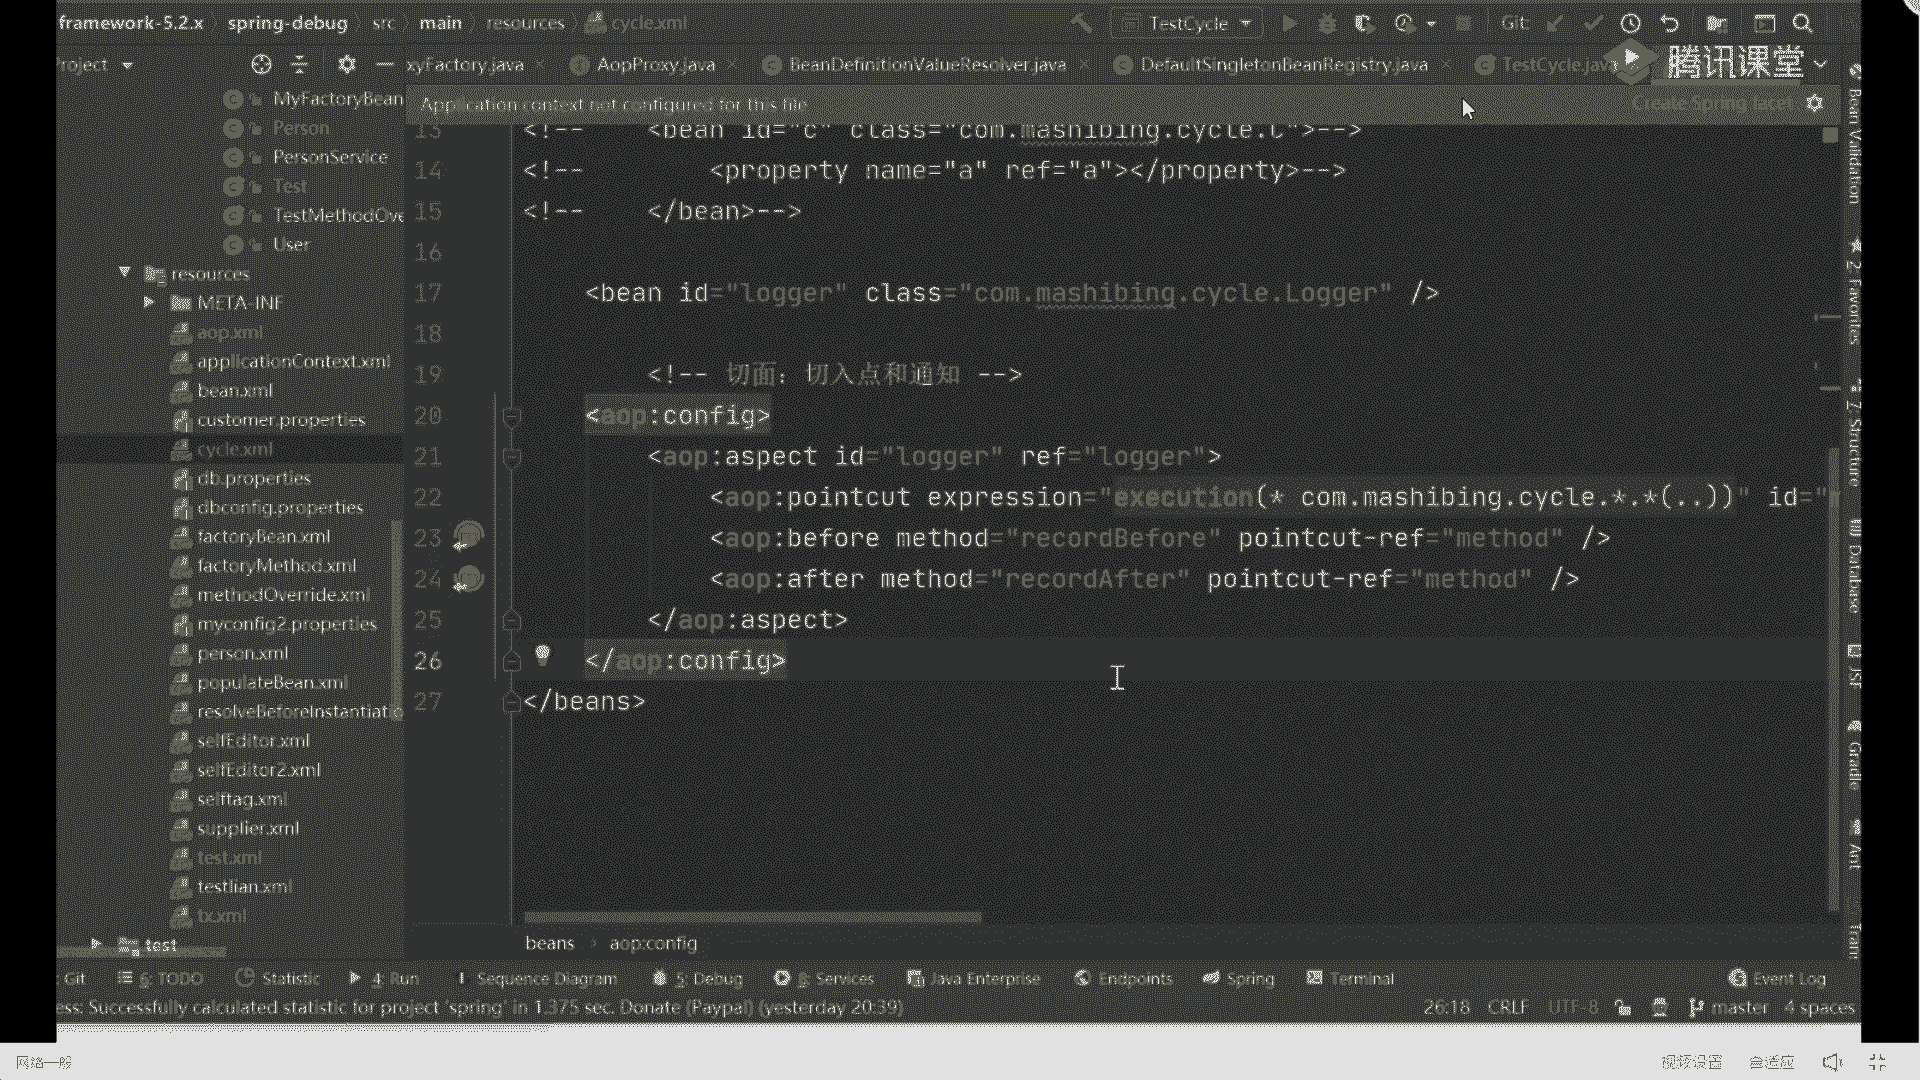 framework-5.2.x › spring-debug › src › main › resources › cycle.xml
TestCycle
Git:
腾讯课堂
Project
xyFactory.java
AopProxy.java
BeanDefinitionValueResolver.java
DefaultSingletonBeanRegistry.java
TestCycle.java
Application context not configured for this file
Create Spring facet
MyFactoryBean
Person
PersonService
Test
TestMethodOve
User
resources
META-INF
aop.xml
applicationContext.xml
bean.xml
customer.properties
cycle.xml
db.properties
dbconfig.properties
factoryBean.xml
factoryMethod.xml
methodOverride.xml
myconfig2.properties
person.xml
populateBean.xml
resolveBeforeInstantiatio
selfEditor.xml
selfEditor2.xml
selftag.xml
supplier.xml
test.xml
testlian.xml
tx.xml
test
13 <!--    <bean id="c" class="com.mashibing.cycle.C">-->
14 <!--        <property name="a" ref="a"></property>-->
15 <!--    </bean>-->
16
17 <bean id="logger" class="com.mashibing.cycle.Logger" />
18
19 <!-- 切面：切入点和通知 -->
20 <aop:config>
21 <aop:aspect id="logger" ref="logger">
22 <aop:pointcut expression="execution(* com.mashibing.cycle.*.*(..))" id="
23 <aop:before method="recordBefore" pointcut-ref="method" />
24 <aop:after method="recordAfter" pointcut-ref="method" />
25 </aop:aspect>
26 </aop:config>
27 </beans>
beans › aop:config
Bean Validation
2: Favorites
7: Structure
Database
JSF
Gradle
Ant
Git
6: TODO
Statistic
4: Run
Sequence Diagram
5: Debug
8: Services
Java Enterprise
Endpoints
Spring
Terminal
Event Log
ess: Successfully calculated statistic for project 'spring' in 1.375 sec. Donate (Paypal) (yesterday 20:39)
26:18 CRLF UTF-8 master 4 spaces
网络一般
视频设置
自适应